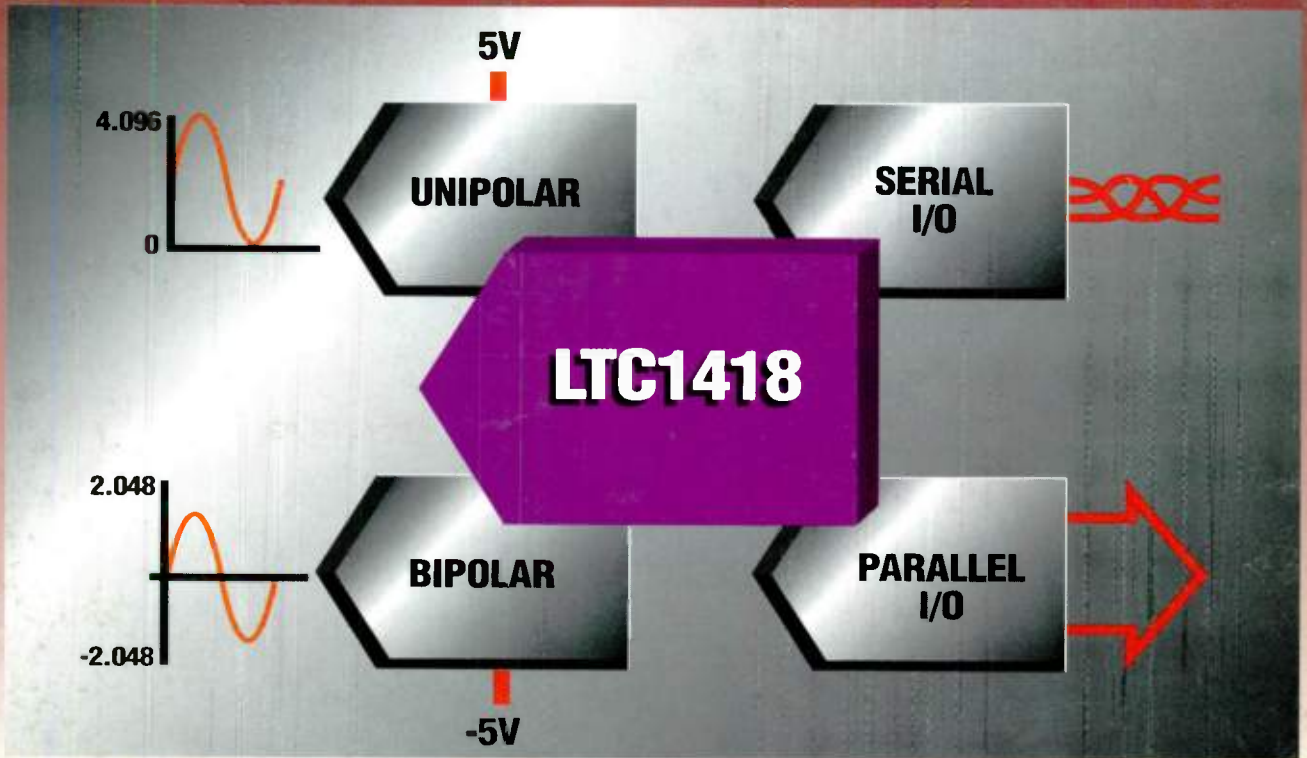 5V
4.096
0
UNIPOLAR
SERIAL
I/O
LTC1418
2.048
-2.048
BIPOLAR
PARALLEL
I/O
-5V